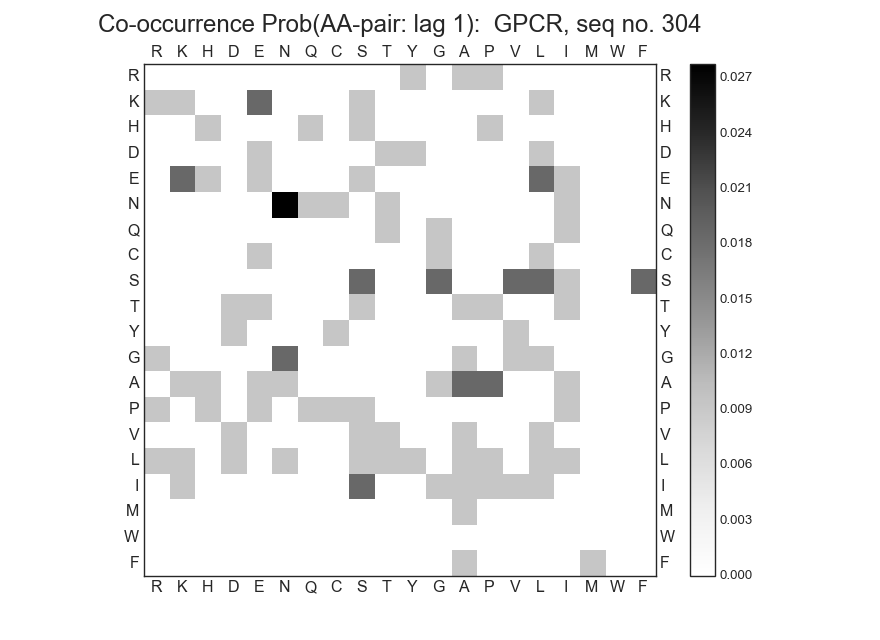 Co-occurrence Prob(AA-pair: lag 1):  GPCR, seq no. 304
R K H D E N Q C S T Y G A P V L I M W F
R R 0.027
K K
H H 0.024
D D
E E 0.021
N N
Q Q
C C 0.018
S S
T T 0.015
Y Y
G G 0.012
A A
P P 0.009
V V
L L 0.006
I I
M M 0.003
W W
F F 0.000
R K H D E N Q C S T Y G A P V L I M W F